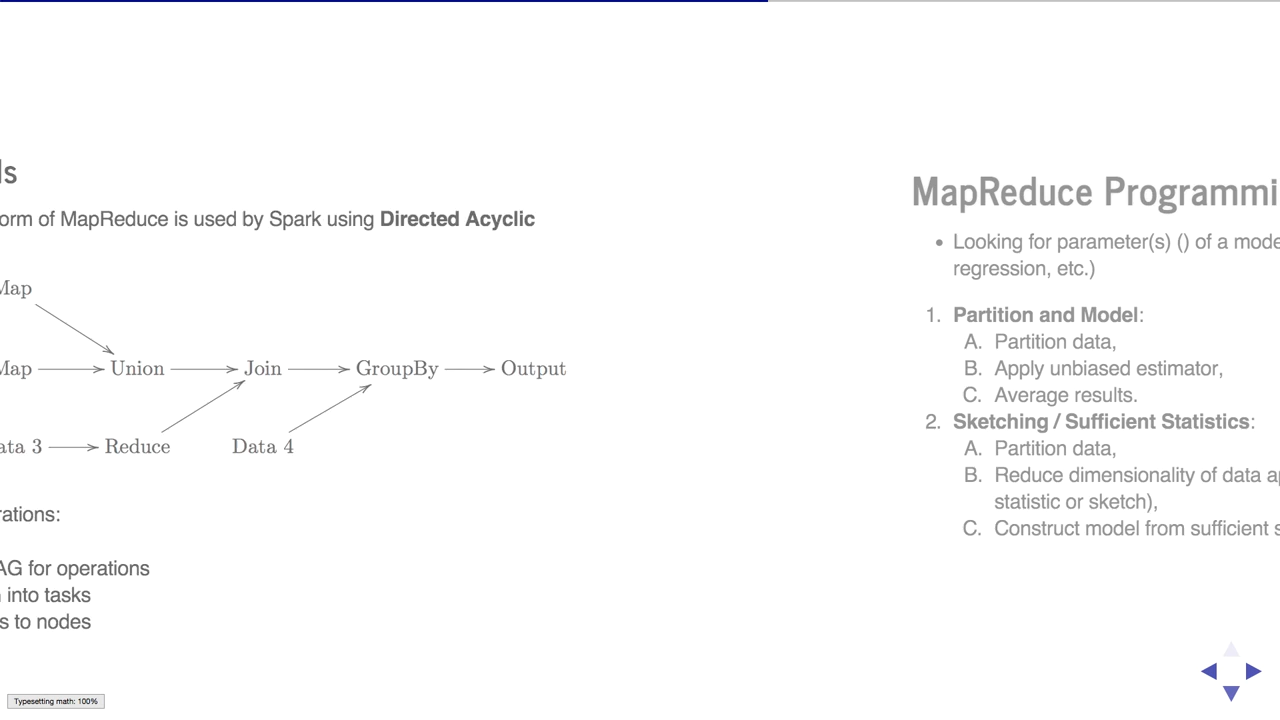 ls
orm of MapReduce is used by Spark using Directed Acyclic
Map
Map Union Join GroupBy Output
ata 3 Reduce Data 4
rations:
AG for operations
into tasks
s to nodes
MapReduce Programmi
• Looking for parameter(s) () of a mode
regression, etc.)
1. Partition and Model:
A. Partition data,
B. Apply unbiased estimator,
C. Average results.
2. Sketching / Sufficient Statistics:
A. Partition data,
B. Reduce dimensionality of data ap
statistic or sketch),
C. Construct model from sufficient s
Typesetting math: 100%